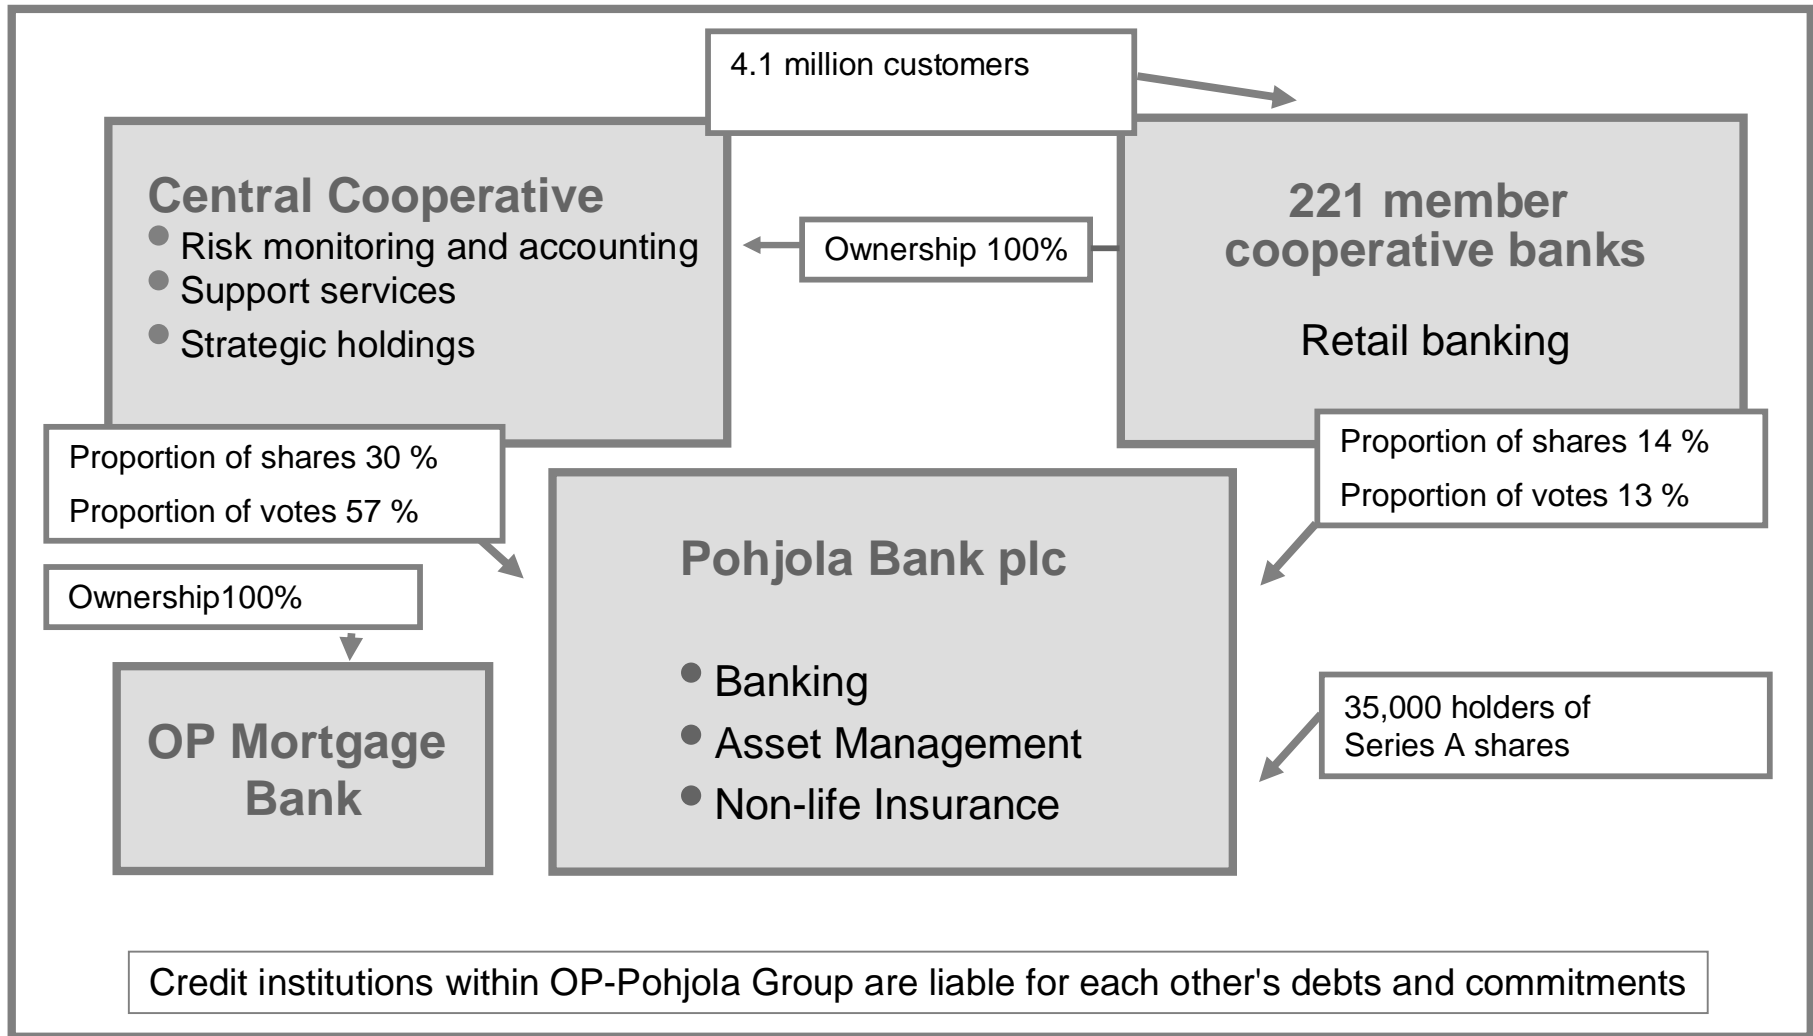 4.1 million customers
Central Cooperative
Risk monitoring and accounting
Support services
Strategic holdings
Ownership 100%
221 member
cooperative banks
Retail banking
Proportion of shares 30 %
Proportion of votes 57 %
Proportion of shares 14 %
Proportion of votes 13 %
Ownership100%
OP Mortgage
Bank
Pohjola Bank plc
Banking
Asset Management
Non-life Insurance
35,000 holders of
Series A shares
Credit institutions within OP-Pohjola Group are liable for each other's debts and commitments